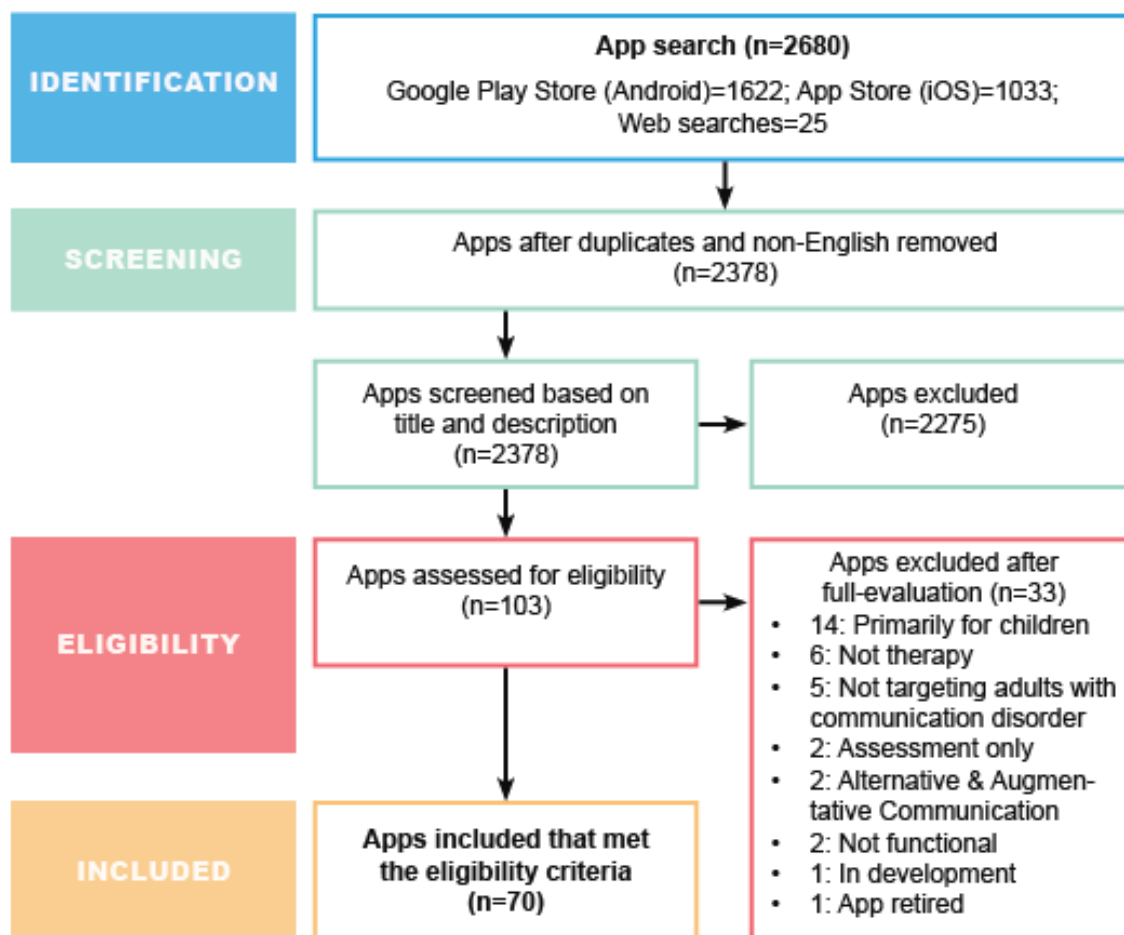 IDENTIFICATION
App search (n=2680)
Google Play Store (Android)=1622; App Store (iOS)=1033;
Web searches=25
SCREENING
Apps after duplicates and non-English removed
(n=2378)
Apps screened based on
title and description
(n=2378)
Apps excluded
(n=2275)
ELIGIBILITY
Apps assessed for eligibility
(n=103)
Apps excluded after
full-evaluation (n=33)
• 14: Primarily for children
• 6: Not therapy
• 5: Not targeting adults with
communication disorder
• 2: Assessment only
• 2: Alternative & Augmen-
tative Communication
• 2: Not functional
• 1: In development
• 1: App retired
INCLUDED
Apps included that met
the eligibility criteria
(n=70)